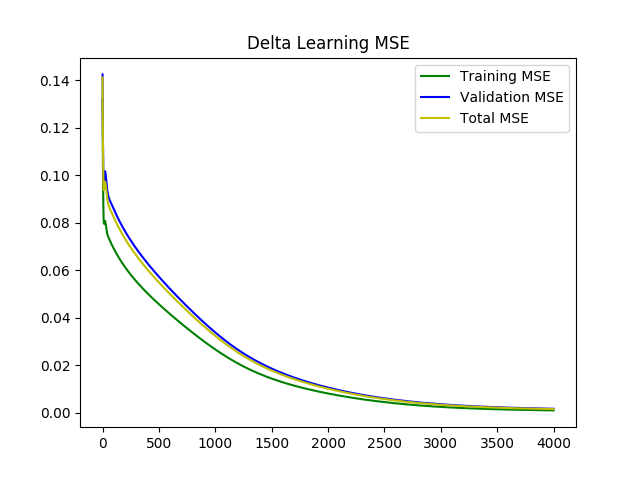 Delta Learning MSE
Training MSE
Validation MSE
Total MSE
0.14
0.12
0.10
0.08
0.06
0.04
0.02
0.00
0 500 1000 1500 2000 2500 3000 3500 4000